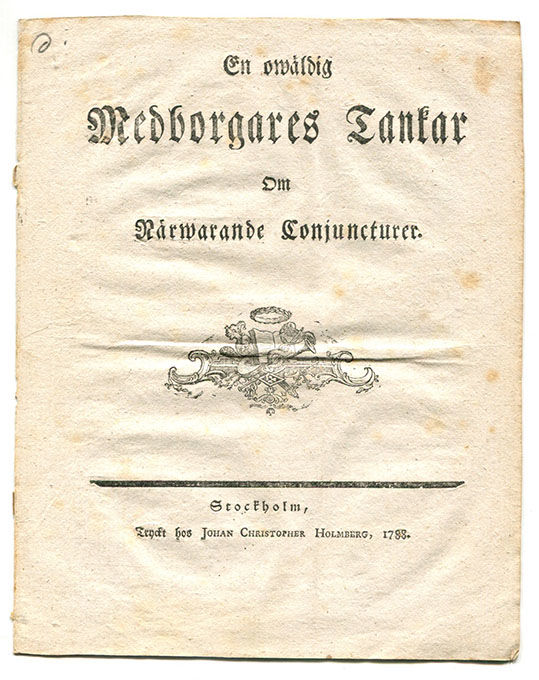 En owäldig
Medborgares Tankar
Om
Närwarande Conjuncturer.
Stockholm,
Tryckt hos JOHAN CHRISTOPHER HOLMBERG, 1788.